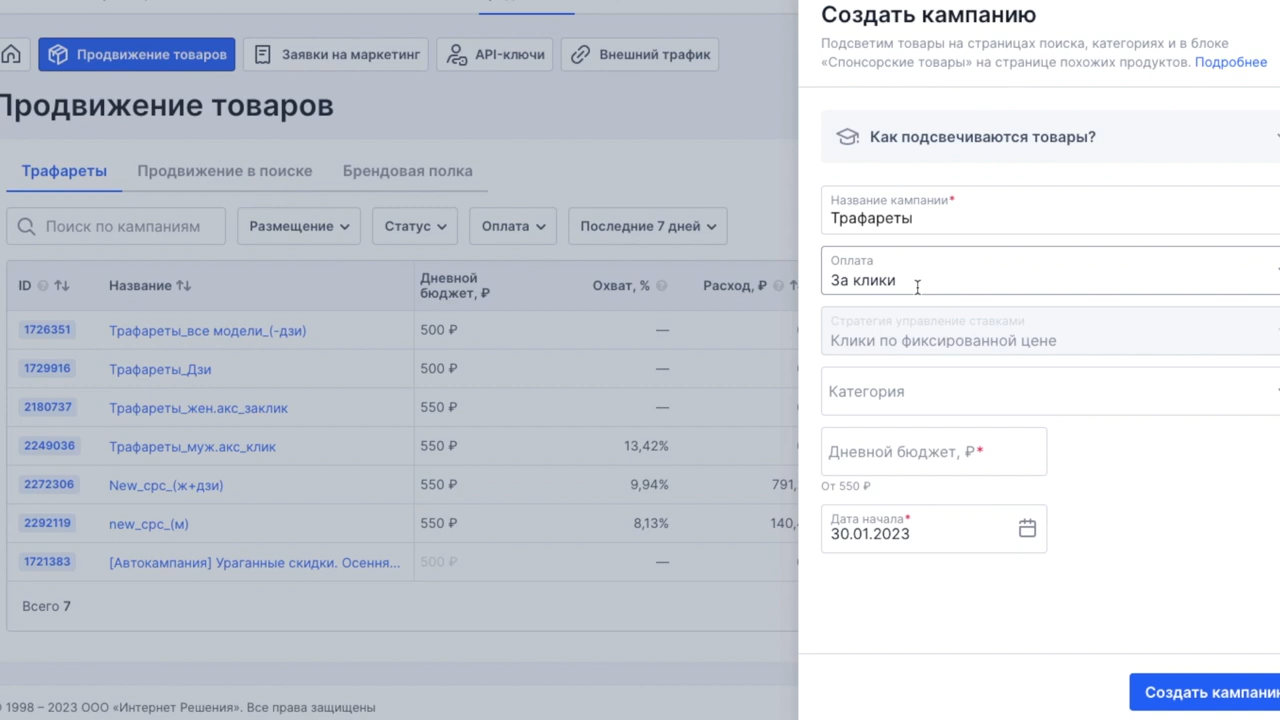 Продвижение товаров
Заявки на маркетинг
API-ключи
Внешний трафик
Продвижение товаров
Трафареты
Продвижение в поиске
Брендовая полка
Поиск по кампаниям
Размещение
Статус
Оплата
Последние 7 дней
ID
Название
Дневной
бюджет, ₽
Охват, %
Расход, ₽
1726351 Трафареты_все модели_(-дзи) 500 ₽ —
1729916 Трафареты_Дзи 500 ₽ —
2180737 Трафареты_жен.акс_заклик 550 ₽ —
2249036 Трафареты_муж.акс_клик 550 ₽ 13,42%
2272306 New_cpc_(ж+дзи) 550 ₽ 9,94% 791,
2292119 new_cpc_(м) 550 ₽ 8,13% 140,
1721383 [Автокампания] Ураганные скидки. Осення... 500 ₽ —
Всего 7
1998 – 2023 ООО «Интернет Решения». Все права защищены
Создать кампанию
Подсветим товары на страницах поиска, категориях и в блоке
«Спонсорские товары» на странице похожих продуктов. Подробнее
Как подсвечиваются товары?
Название кампании*
Трафареты
Оплата
За клики
Стратегия управление ставками
Клики по фиксированной цене
Категория
Дневной бюджет, ₽*
От 550 ₽
Дата начала*
30.01.2023
Создать кампанию